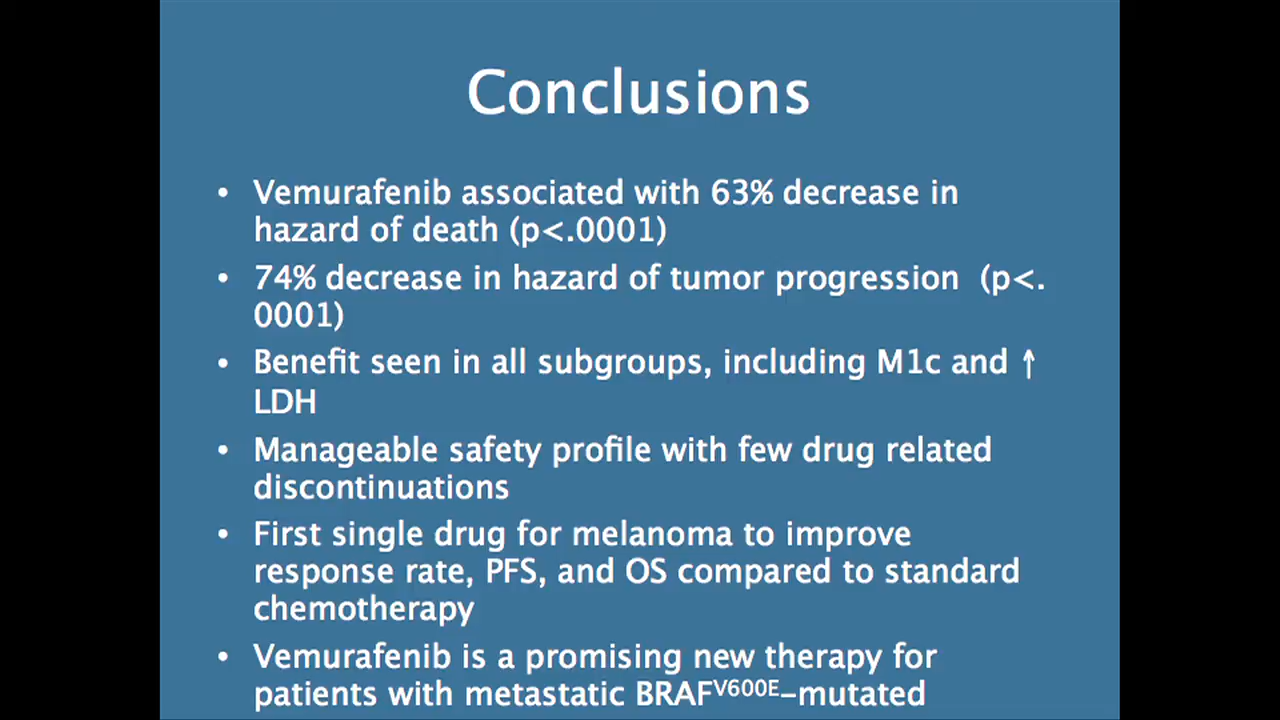 Conclusions
• Vemurafenib associated with 63% decrease in
hazard of death (p<.0001)
• 74% decrease in hazard of tumor progression (p<.
0001)
• Benefit seen in all subgroups, including M1c and ↑
LDH
• Manageable safety profile with few drug related
discontinuations
• First single drug for melanoma to improve
response rate, PFS, and OS compared to standard
chemotherapy
• Vemurafenib is a promising new therapy for
patients with metastatic BRAFV600E-mutated